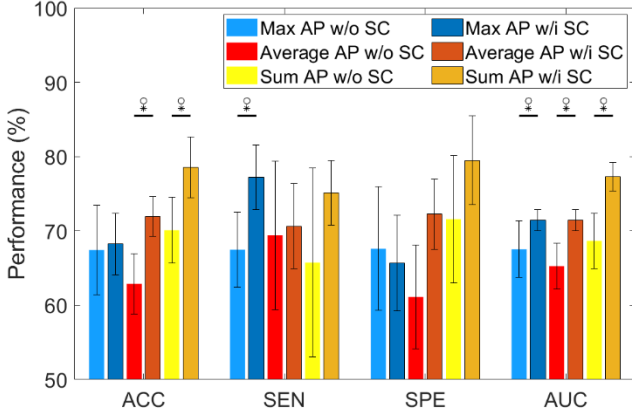 100
90
80
70
60
50
Performance (%)
Max AP w/o SC
Max AP w/i SC
Average AP w/o SC
Average AP w/i SC
Sum AP w/o SC
Sum AP w/i SC
* * * * * *
ACC SEN SPE AUC